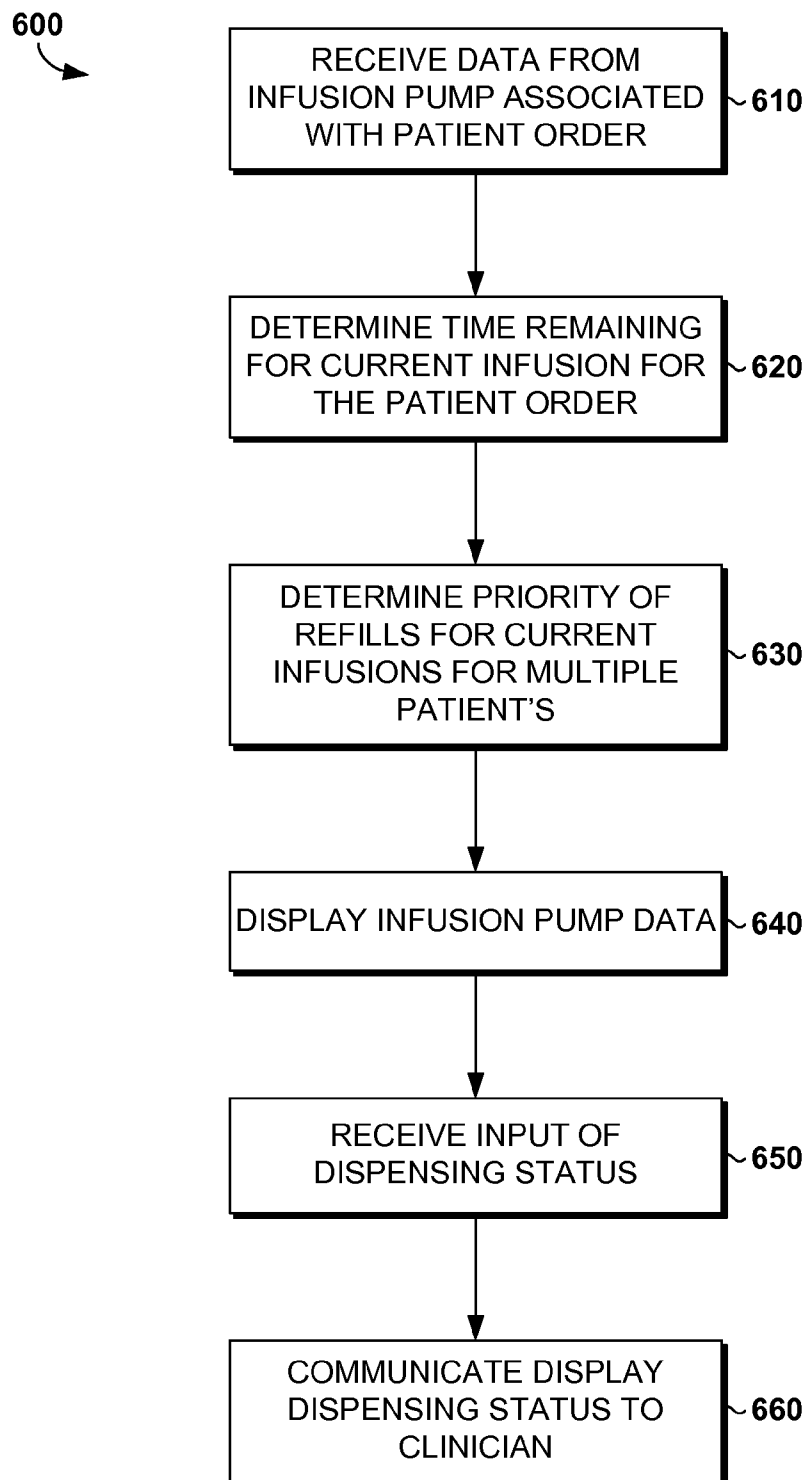 600
RECEIVE DATA FROM
INFUSION PUMP ASSOCIATED
WITH PATIENT ORDER
610
DETERMINE TIME REMAINING
FOR CURRENT INFUSION FOR
THE PATIENT ORDER
620
DETERMINE PRIORITY OF
REFILLS FOR CURRENT
INFUSIONS FOR MULTIPLE
PATIENT'S
630
DISPLAY INFUSION PUMP DATA
640
RECEIVE INPUT OF
DISPENSING STATUS
650
COMMUNICATE DISPLAY
DISPENSING STATUS TO
CLINICIAN
660